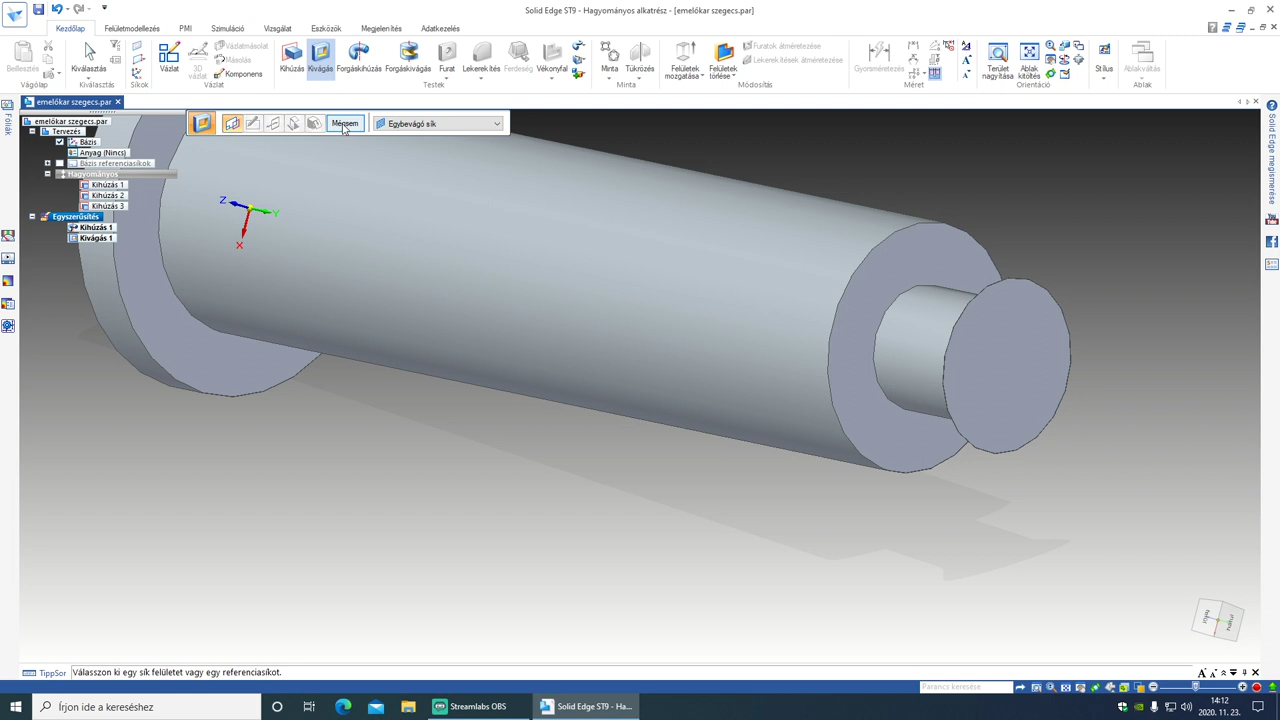 Solid Edge ST9 - Hagyományos alkatrész - [emelőkar szegecs.par]
Kezdőlap Felületmodellezés PMI Szimuláció Vizsgálat Eszközök Megjelenítés Adatkezelés
Beillesztés
Kiválasztás
Vázlat
3D vázlat
Vázlatmásolat
Komponens
Kihúzás
Kivágás
Forgáskihúzás
Forgáskivágás
Furat
Lekerekítés
Ferdeség
Vékonyfal
Minta
Tükrözés
Felületek mozgatása
Felületek törlése
Furatok átméretezése
Lekerekítések átméretezése
Gyorsméretezés
Terület nagyítása
Ablak kitöltés
Stílus
Ablakváltás
Vágólap Kiválasztás Síkok Vázlat Testek Minta Módosítás Méret Orientáció Ablak
emelőkar szegecs.par
emelőkar szegecs.par
Mégsem
Egybevágó sík
Tervezés
Bázis
Anyag (Nincs)
Bázis referenciasíkok
Hagyományos
Kihúzás 1
Kihúzás 2
Kihúzás 3
Egyszerűsítés
Kihúzás 1
Kivágás 1
Z
Y
X
Fóliák
Solid Edge megismerése
TippSor
Válasszon ki egy sík felületet vagy egy referenciasíkot.
Parancs keresése
Írjon ide a kereséshez
Streamlabs OBS
Solid Edge ST9 - Ha...
14:12
2020. 11. 23.